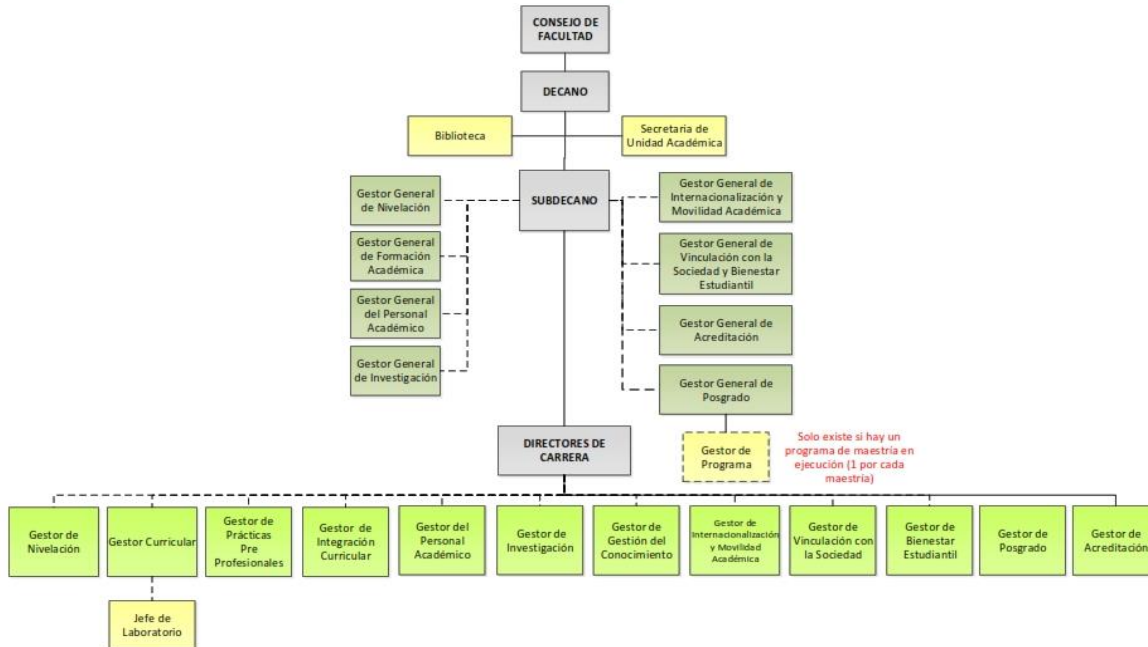 CONSEJO DE
FACULTAD
DECANO
Biblioteca
Secretaria de
Unidad Académica
SUBDECANO
Gestor General
de Nivelación
Gestor General
de Formación
Académica
Gestor General
del Personal
Académico
Gestor General
de Investigación
Gestor General de
Internacionalización y
Movilidad Académica
Gestor General de
Vinculación con la
Sociedad y Bienestar
Estudiantil
Gestor General de
Acreditación
Gestor General de
Posgrado
DIRECTORES DE
CARRERA
Gestor de
Programa
Solo existe si hay un
programa de maestría en
ejecución (1 por cada
maestría)
Gestor de
Nivelación
Gestor Curricular
Gestor de
Prácticas
Pre
Profesionales
Gestor de
Integración
Curricular
Gestor del
Personal
Académico
Gestor de
Investigación
Gestor de
Gestión del
Conocimiento
Gestor de
Internacionalización
y Movilidad
Académica
Gestor de
Vinculación con
la Sociedad
Gestor de
Bienestar
Estudiantil
Gestor de
Posgrado
Gestor de
Acreditación
Jefe de
Laboratorio